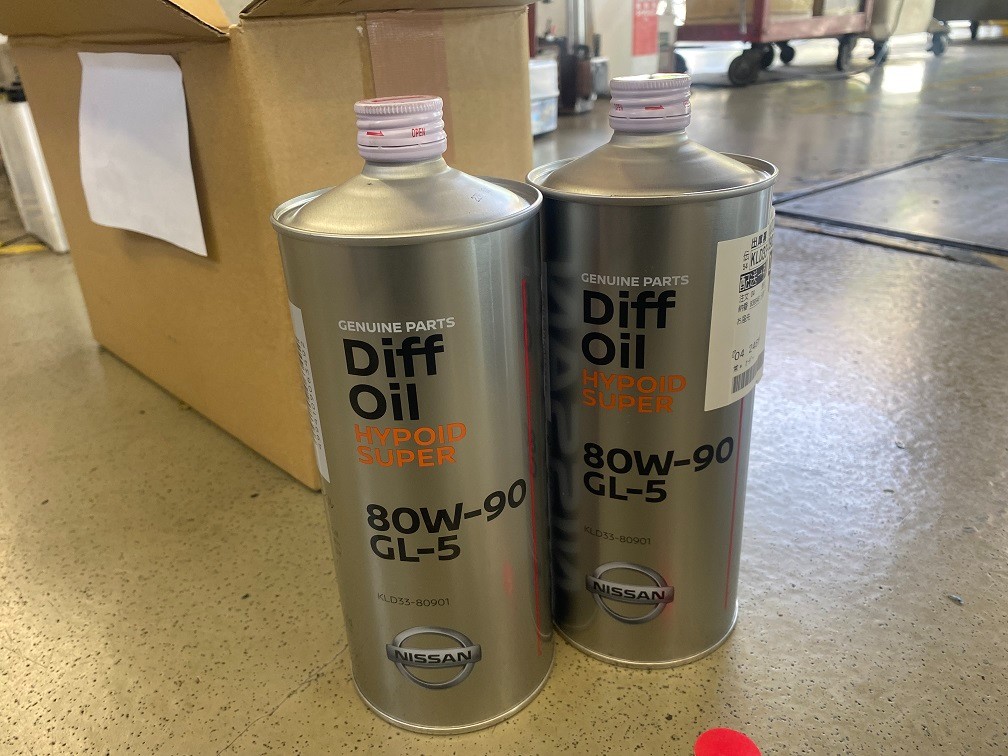 OPEN
GENUINE PARTS
Diff
Oil
HYPOID
SUPER
80W-90
GL-5
KLD33-80901
NISSAN
GENUINE PARTS
Diff
Oil
HYPOID
SUPER
80W-90
GL-5
KLD33-80901
NISSAN